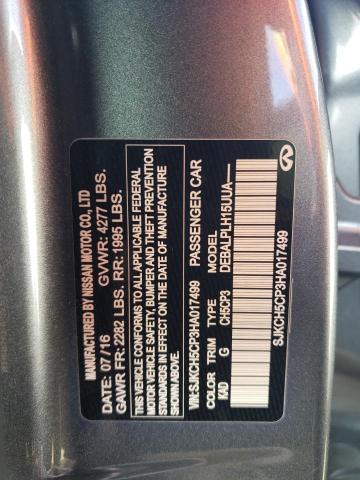 MANUFACTURED BY NISSAN MOTOR CO., LTD
DATE: 07/16 GVWR: 4277 LBS.
GAWR FR: 2282 LBS. RR: 1995 LBS.
THIS VEHICLE CONFORMS TO ALL APPLICABLE FEDERAL
MOTOR VEHICLE SAFETY, BUMPER AND THEFT PREVENTION
STANDARDS IN EFFECT ON THE DATE OF MANUFACTURE
SHOWN ABOVE.
VIN:SJKCH5CP3HA017499 PASSENGER CAR
COLOR TRIM TYPE MODEL
KAD G CH5CP3 DEBALPLH15UUA-----
SJKCH5CP3HA017499